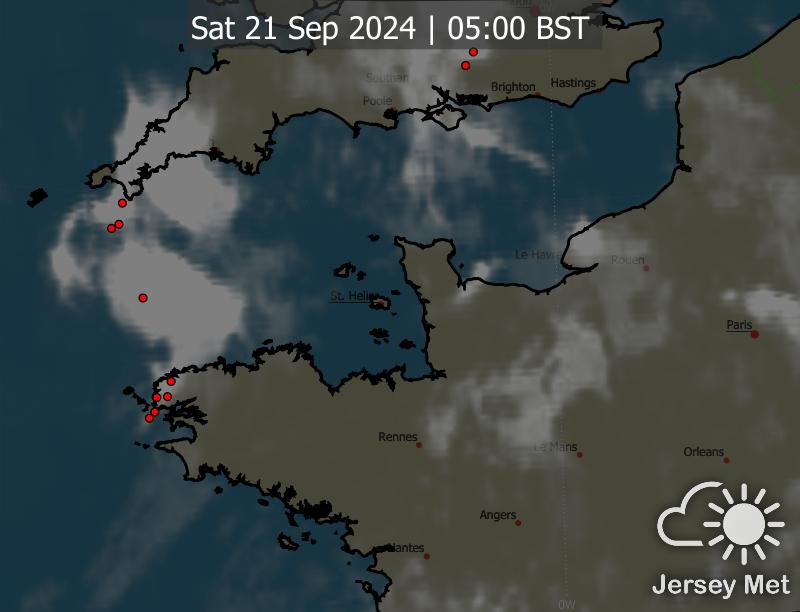 Sat 21 Sep 2024 | 05:00 BST
Brighton
Hastings
Poole
Le Havre
Rouen
St. Helier
Paris
Rennes
Le Mans
Orleans
Angers
Nantes
0W
Jersey Met